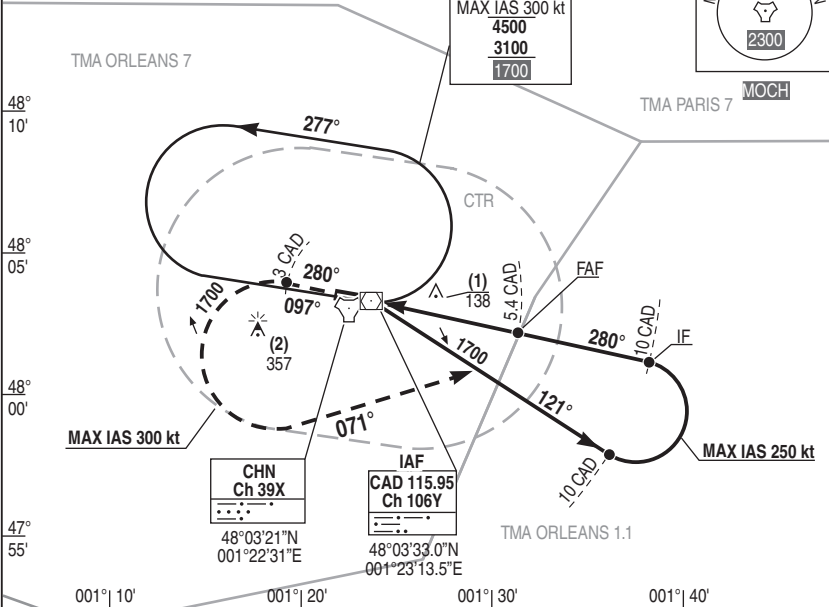 MAX IAS 300 kt
4500
3100
1700
2300
MOCH
TMA ORLEANS 7
TMA PARIS 7
48°
10'
277°
CTR
48°
05'
3 CAD
280°
097°
1700
(1)
138
5.4 CAD
FAF
10 CAD
IF
280°
(2)
357
1700
121°
48°
00'
071°
MAX IAS 300 kt
MAX IAS 250 kt
10 CAD
CHN
Ch 39X
48°03'21"N
001°22'31"E
IAF
CAD 115.95
Ch 106Y
48°03'33.0"N
001°23'13.5"E
TMA ORLEANS 1.1
47°
55'
001° 10'
001° 20'
001° 30'
001° 40'